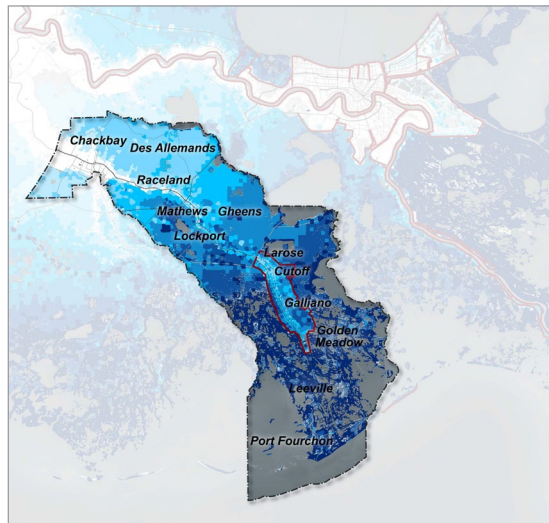 Chackbay
Des Allemands
Raceland
Mathews Gheens
Lockport
Larose
Cutoff
Galliano
Golden
Meadow
Leeville
Port Fourchon